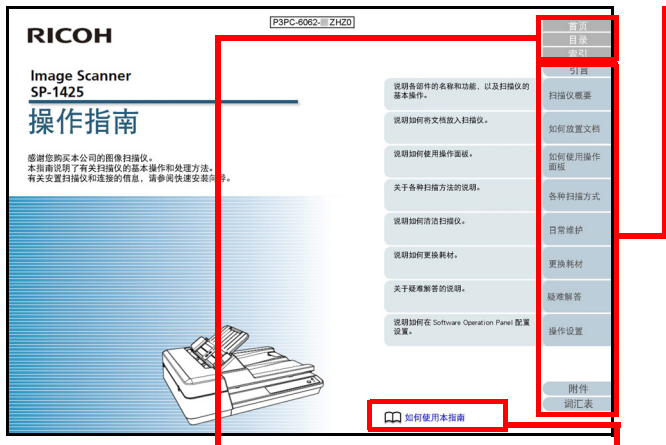 P3PC-6062- ZHZ0
RICOH
Image Scanner
SP-1425
操作指南
感谢您购买本公司的图像扫描仪。
本指南说明了有关扫描仪的基本操作和处理方法。
有关安置扫描仪和连接的信息，请参阅快速安装向导。
首页
目录
索引
引言
说明各部件的名称和功能，以及扫描仪的
基本操作。
扫描仪概要
说明如何将文档放入扫描仪。
如何放置文档
说明如何使用操作面板。
如何使用操作
面板
关于各种扫描方法的说明。
各种扫描方式
说明如何清洁扫描仪。
日常维护
说明如何更换耗材。
更换耗材
关于疑难解答的说明。
疑难解答
说明如何在 Software Operation Panel 配置
设置。
操作设置
附件
词汇表
如何使用本指南